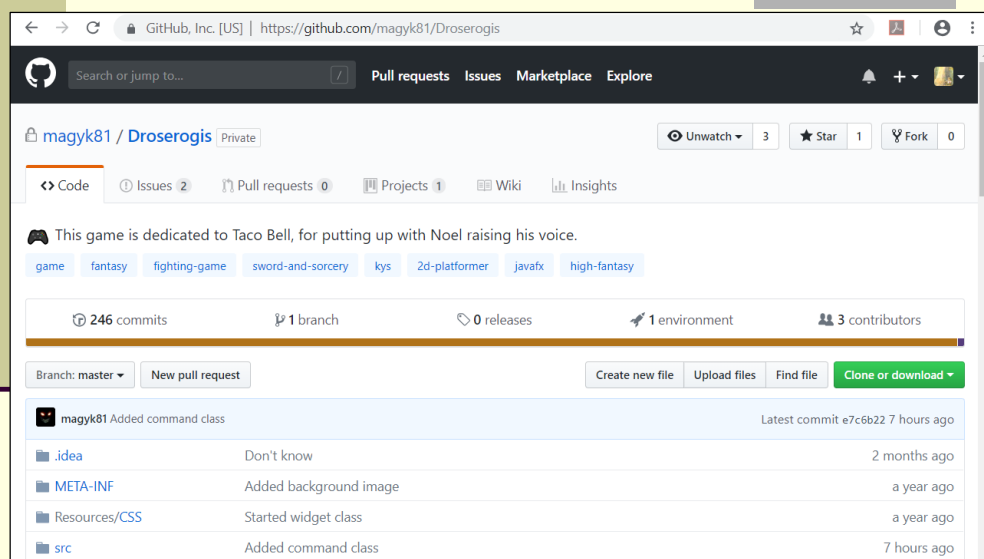 GitHub, Inc. [US] | https://github.com/magyk81/Droserogis
Search or jump to... / Pull requests Issues Marketplace Explore
magyk81 / Droserogis Private Unwatch 3 Star 1 Fork 0
<> Code Issues 2 Pull requests 0 Projects 1 Wiki Insights
This game is dedicated to Taco Bell, for putting up with Noel raising his voice.
game fantasy fighting-game sword-and-sorcery kys 2d-platformer javafx high-fantasy
246 commits 1 branch 0 releases 1 environment 3 contributors
Branch: master New pull request Create new file Upload files Find file Clone or download
magyk81 Added command class Latest commit e7c6b22 7 hours ago
.idea Don't know 2 months ago
META-INF Added background image a year ago
Resources/CSS Started widget class a year ago
src Added command class 7 hours ago